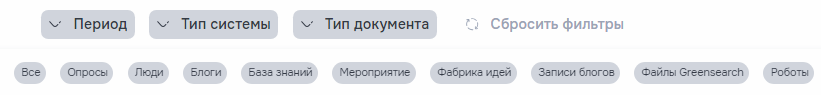 Период Тип системы Тип документа Сбросить фильтры
Все Опросы Люди Блоги База знаний Мероприятие Фабрика идей Записи блогов Файлы Greensearch Роботы